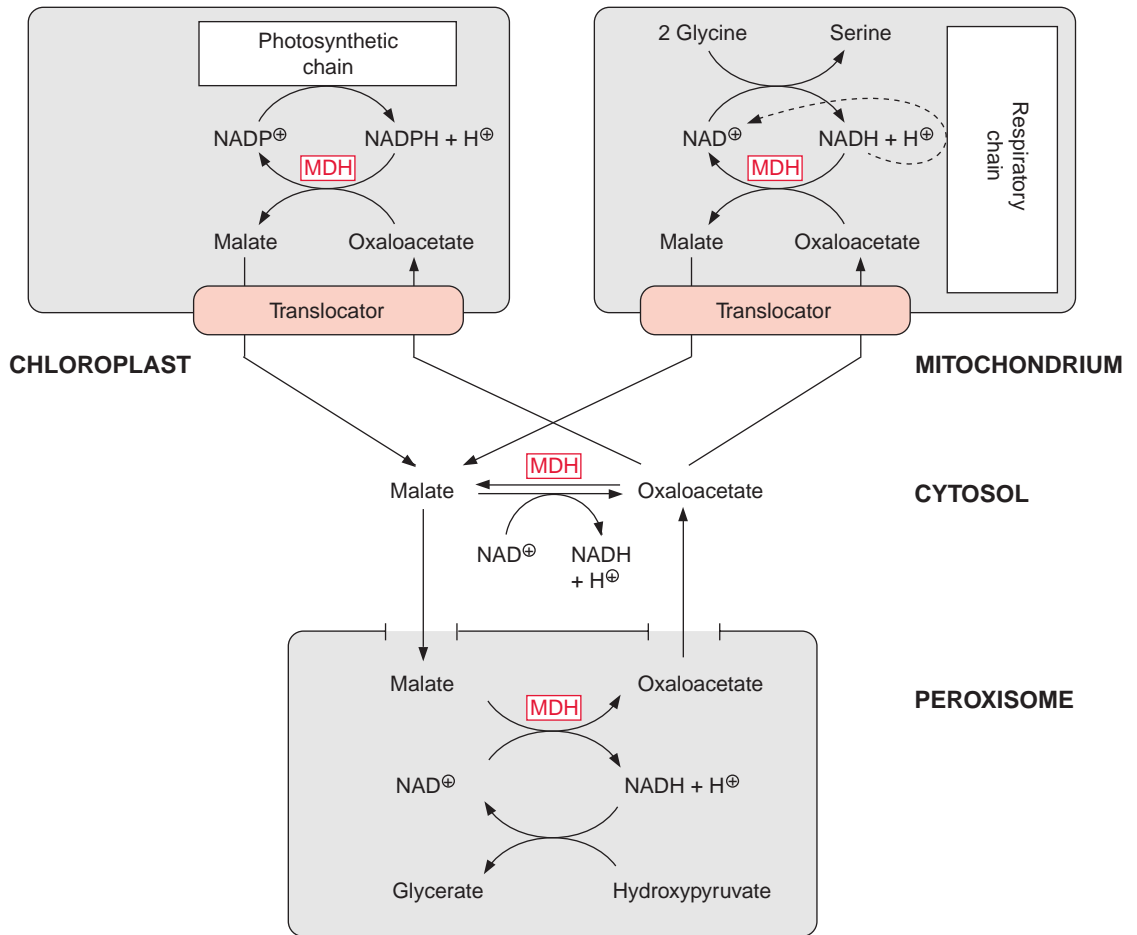 Photosynthetic
chain
NADP⊕
NADPH + H⊕
MDH
Malate
Oxaloacetate
Translocator
CHLOROPLAST
2 Glycine
Serine
NAD⊕
NADH + H⊕
MDH
Malate
Oxaloacetate
Respiratory
chain
Translocator
MITOCHONDRIUM
MDH
Malate
Oxaloacetate
NAD⊕
NADH
+ H⊕
CYTOSOL
Malate
Oxaloacetate
MDH
NAD⊕
NADH + H⊕
Glycerate
Hydroxypyruvate
PEROXISOME